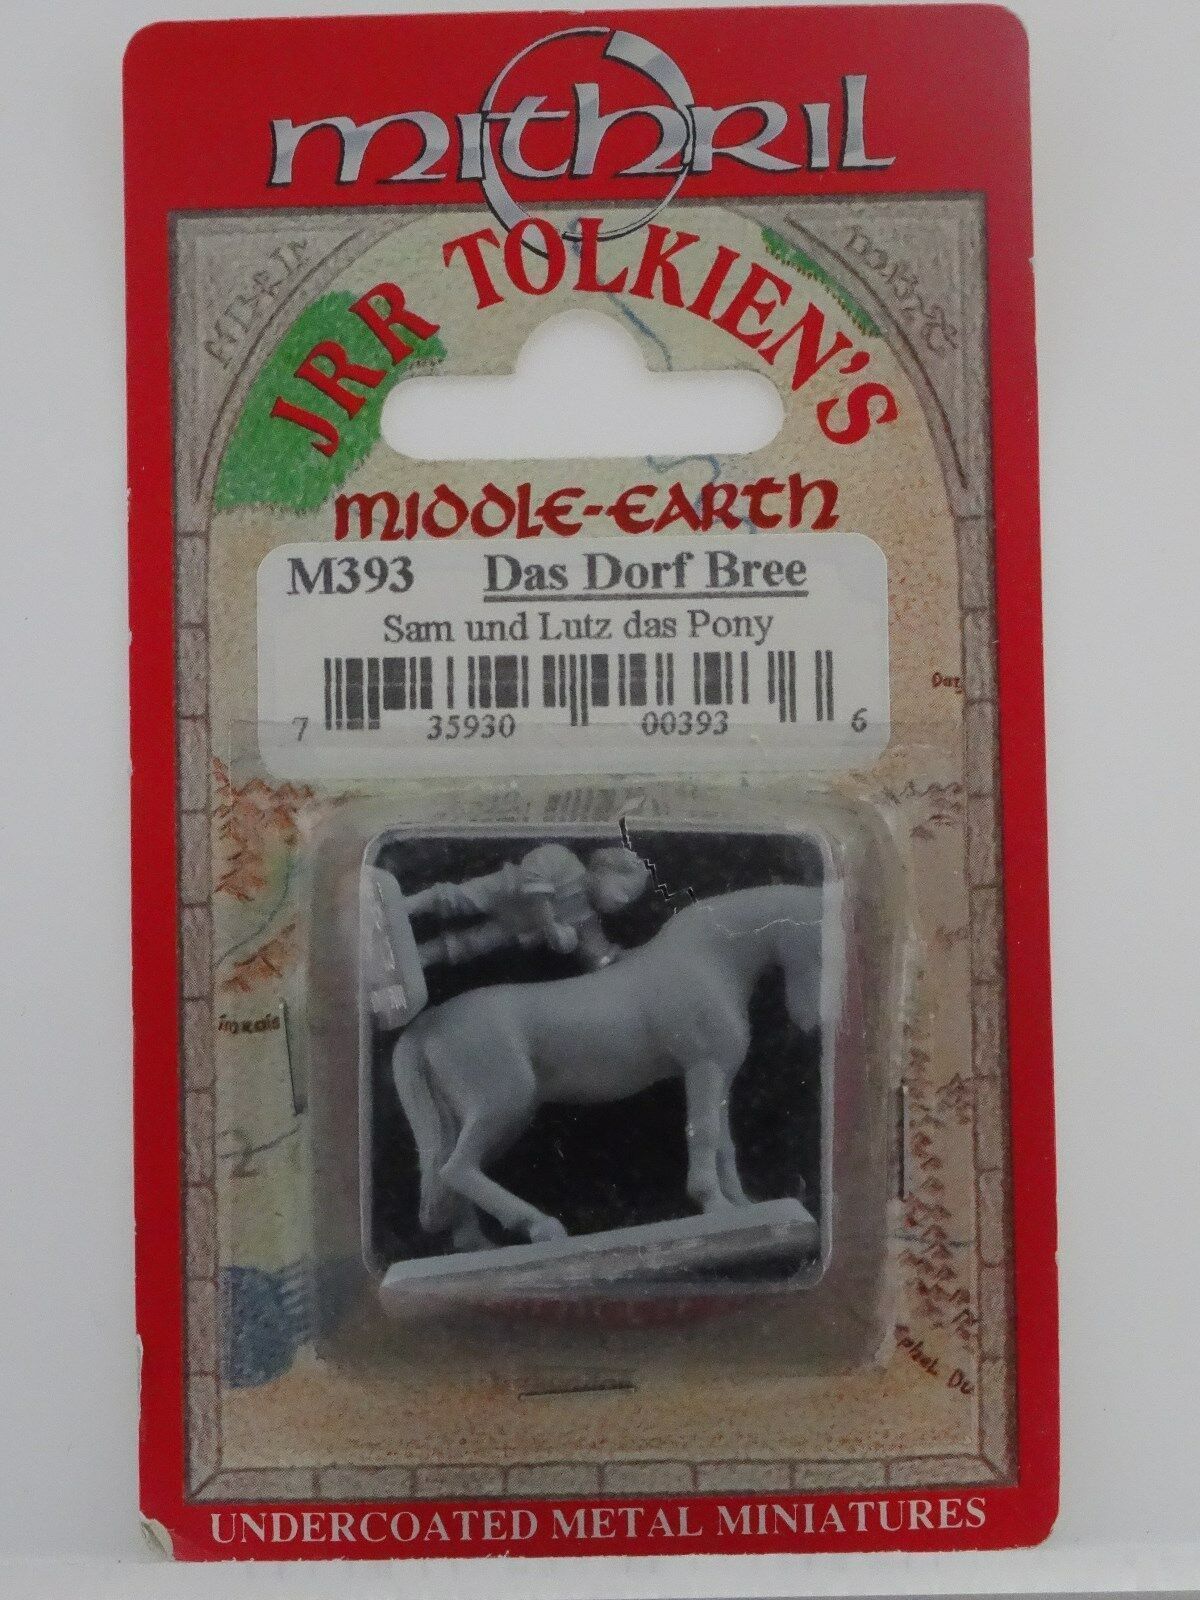 mithril
JRR TOLKIEN'S
MIDDLE-EARTH
M393 Das Dorf Bree
Sam und Lutz das Pony
7 35930 00393 6
UNDERCOATED METAL MINIATURES